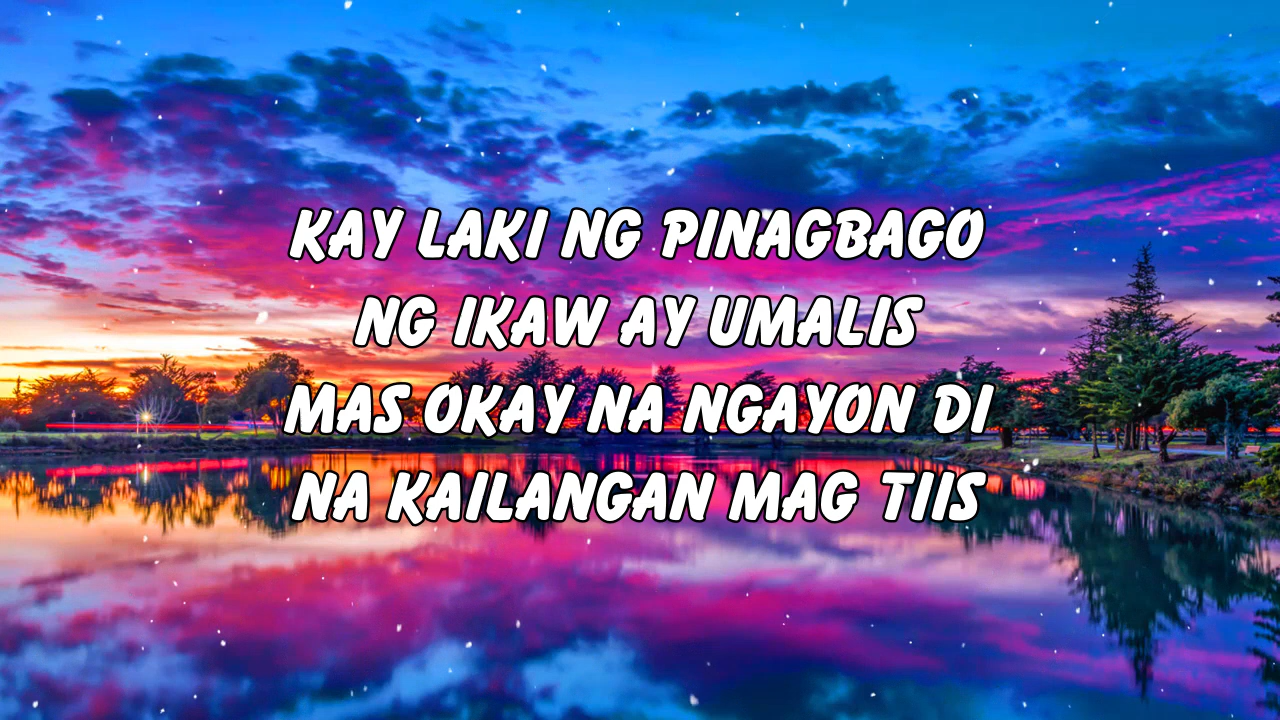 KAY LAKI NG PINAGBAGO
NG IKAW AY UMALIS
MAS OKAY NA NGAYON DI
NA KAILANGAN MAG TIIS